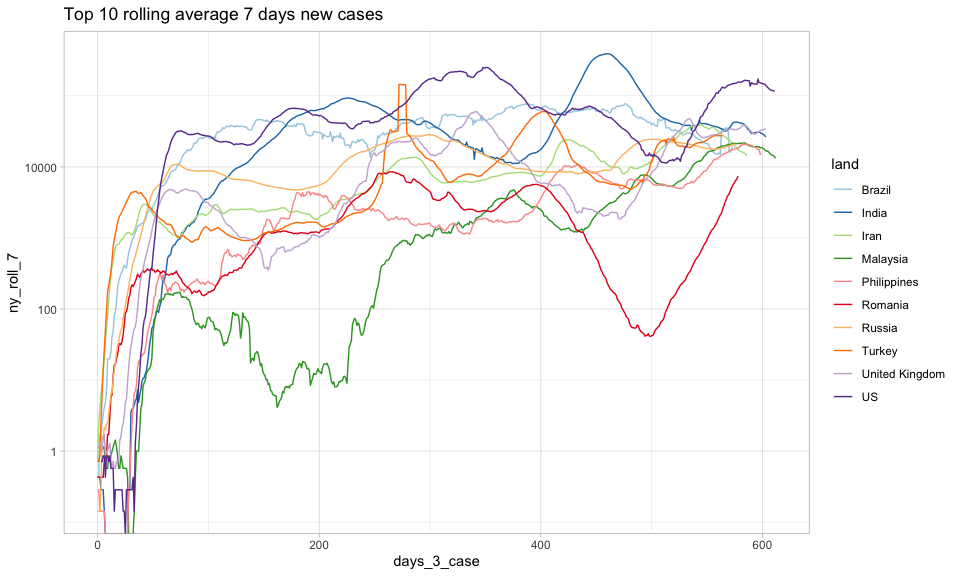 Top 10 rolling average 7 days new cases
ny_roll_7
10000
100
1
0
200
400
600
days_3_case
land
Brazil
India
Iran
Malaysia
Philippines
Romania
Russia
Turkey
United Kingdom
US